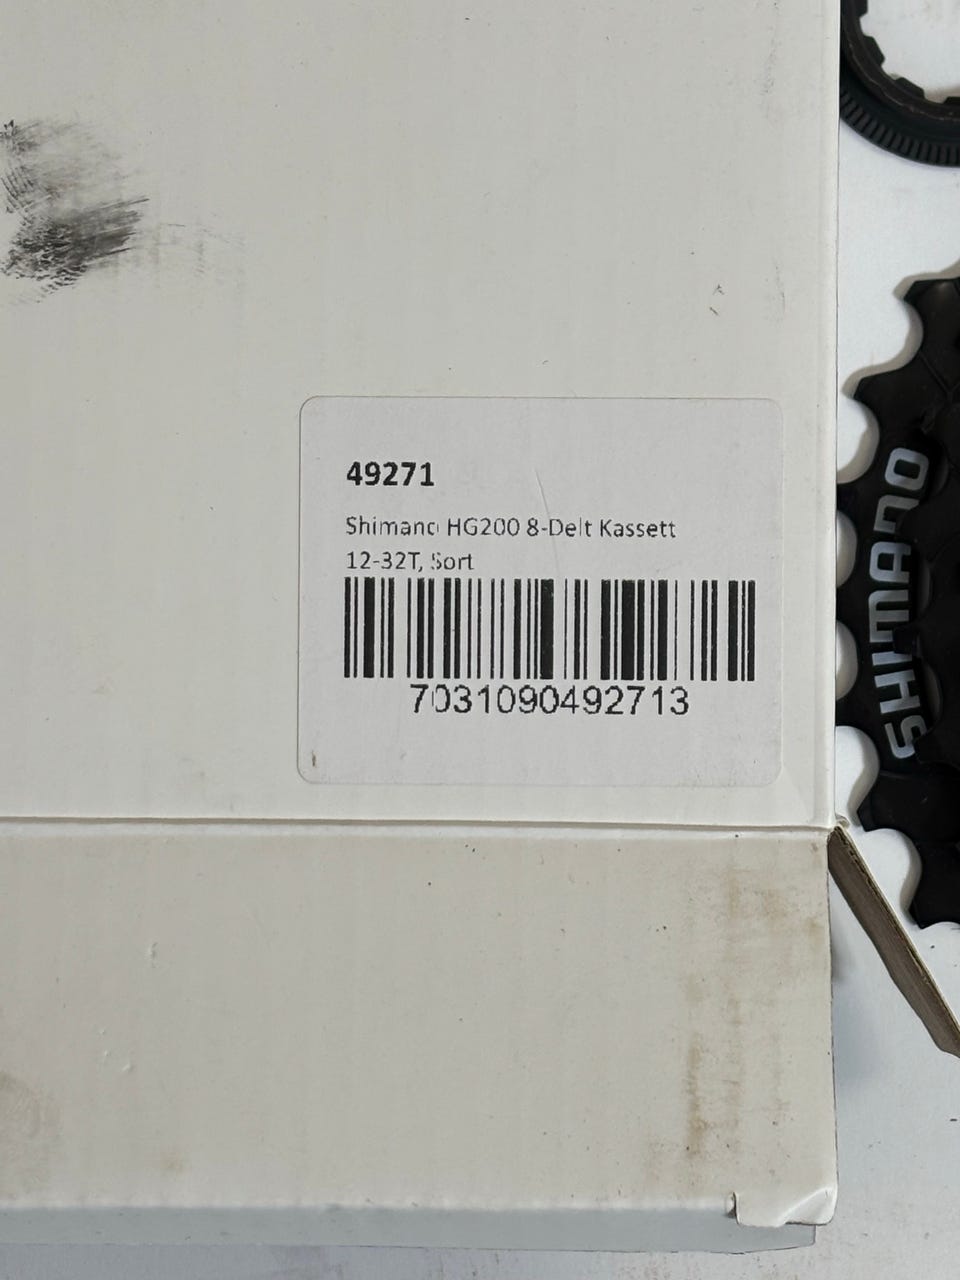 49271
Shimano HG200 8-Delt Kassett
12-32T, Sort
7031090492713
SHIMANO